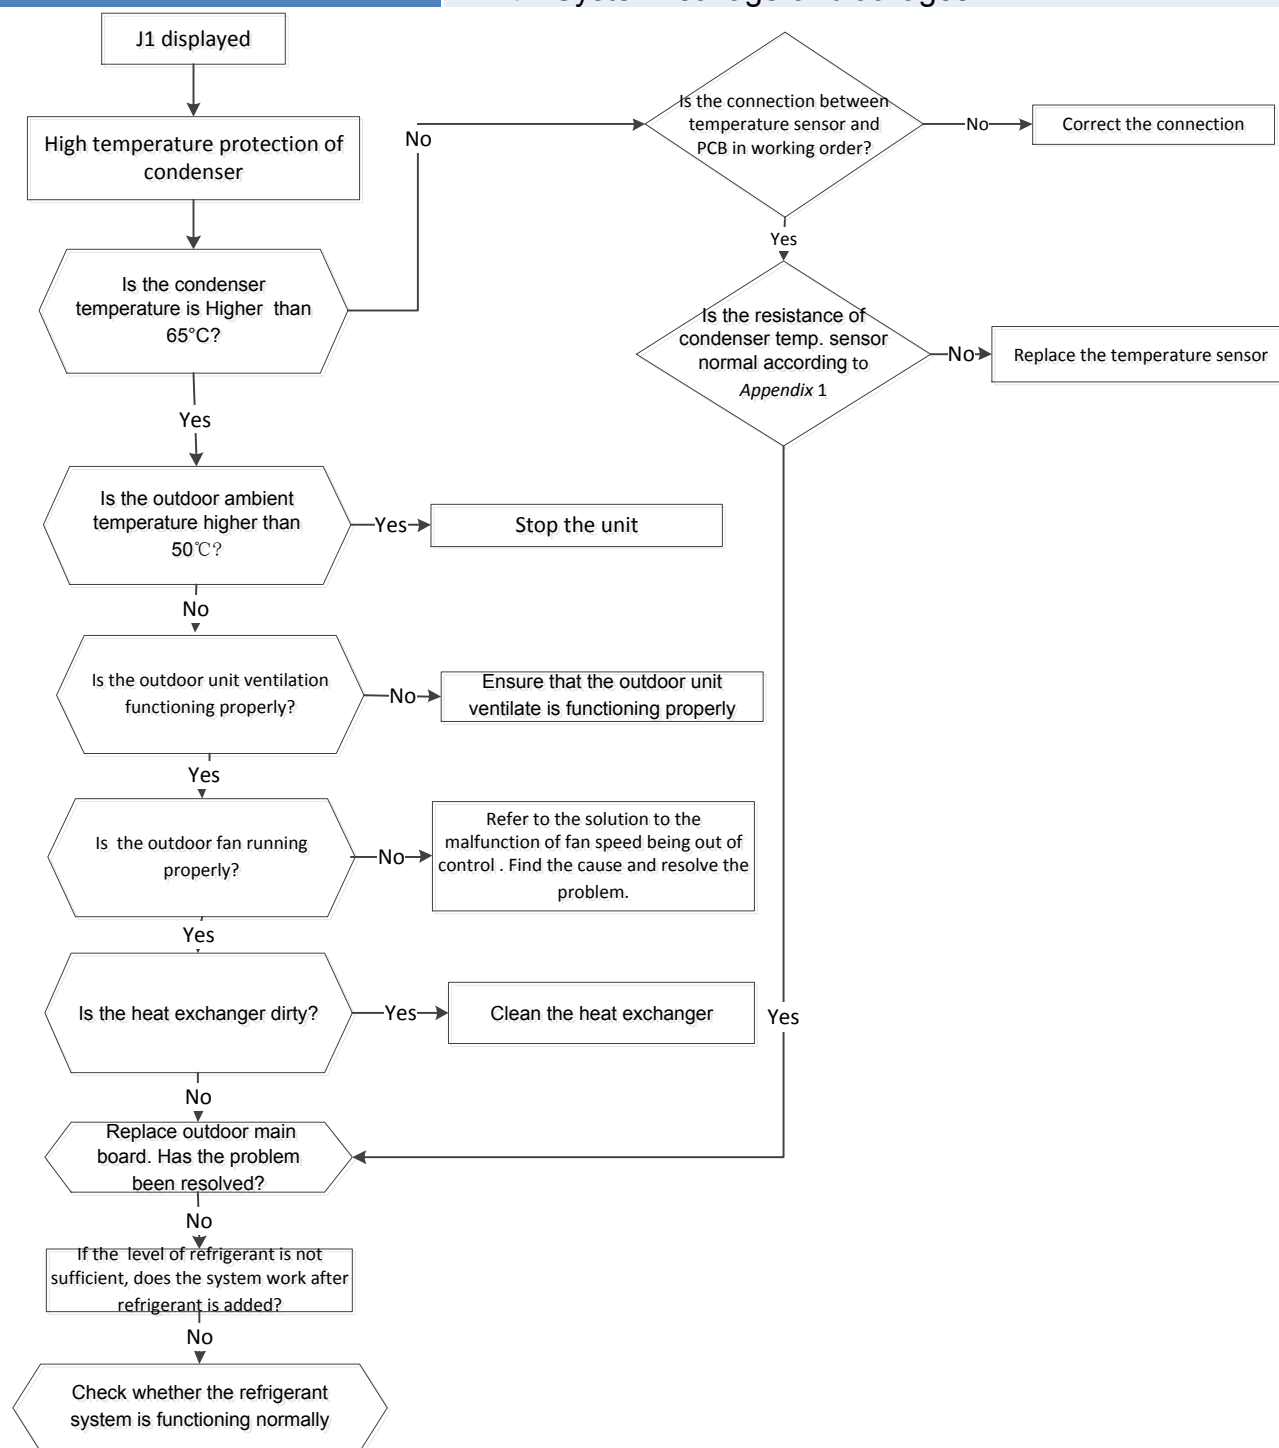 J1 displayed
High temperature protection of
condenser
Is the condenser
temperature is Higher than
65°C?
No
Is the connection between
temperature sensor and
PCB in working order?
No
Correct the connection
Yes
Is the resistance of
condenser temp. sensor
normal according to
Appendix 1
No
Replace the temperature sensor
Yes
Yes
Is the outdoor ambient
temperature higher than
50℃?
Yes
Stop the unit
No
Is the outdoor unit ventilation
functioning properly?
No
Ensure that the outdoor unit
ventilate is functioning properly
Yes
Is the outdoor fan running
properly?
No
Refer to the solution to the
malfunction of fan speed being out of
control . Find the cause and resolve the
problem.
Yes
Is the heat exchanger dirty?
Yes
Clean the heat exchanger
No
Replace outdoor main
board. Has the problem
been resolved?
No
If the level of refrigerant is not
sufficient, does the system work after
refrigerant is added?
No
Check whether the refrigerant
system is functioning normally